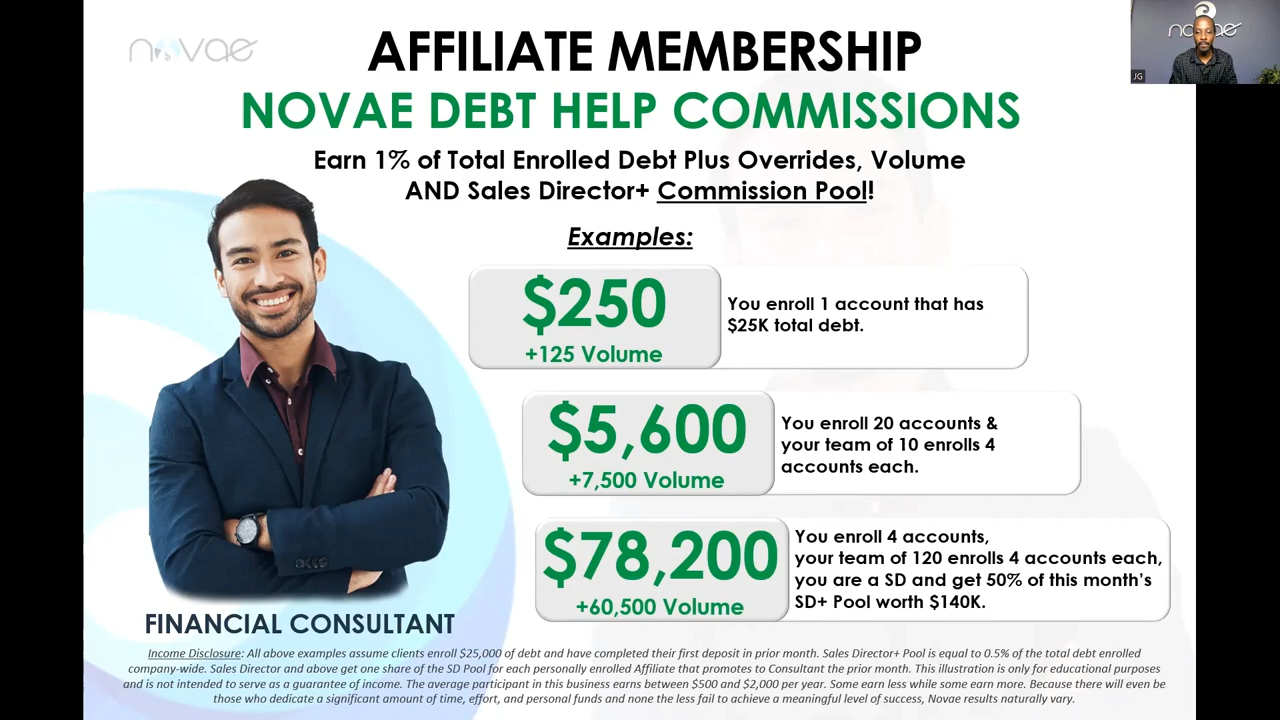 novae
AFFILIATE MEMBERSHIP
NOVAE DEBT HELP COMMISSIONS
Earn 1% of Total Enrolled Debt Plus Overrides, Volume
AND Sales Director+ Commission Pool!
Examples:
$250
+125 Volume
You enroll 1 account that has
$25K total debt.
$5,600
+7,500 Volume
You enroll 20 accounts &
your team of 10 enrolls 4
accounts each.
$78,200
+60,500 Volume
You enroll 4 accounts,
your team of 120 enrolls 4 accounts each,
you are a SD and get 50% of this month's
SD+ Pool worth $140K.
FINANCIAL CONSULTANT
Income Disclosure: All above examples assume clients enroll $25,000 of debt and have completed their first deposit in prior month. Sales Director+ Pool is equal to 0.5% of the total debt enrolled
company-wide. Sales Director and above get one share of the SD Pool for each personally enrolled Affiliate that promotes to Consultant the prior month. This illustration is only for educational purposes
and is not intended to serve as a guarantee of income. The average participant in this business earns between $500 and $2,000 per year. Some earn less while some earn more. Because there will even be
those who dedicate a significant amount of time, effort, and personal funds and none the less fail to achieve a meaningful level of success, Novae results naturally vary.
novae
JG